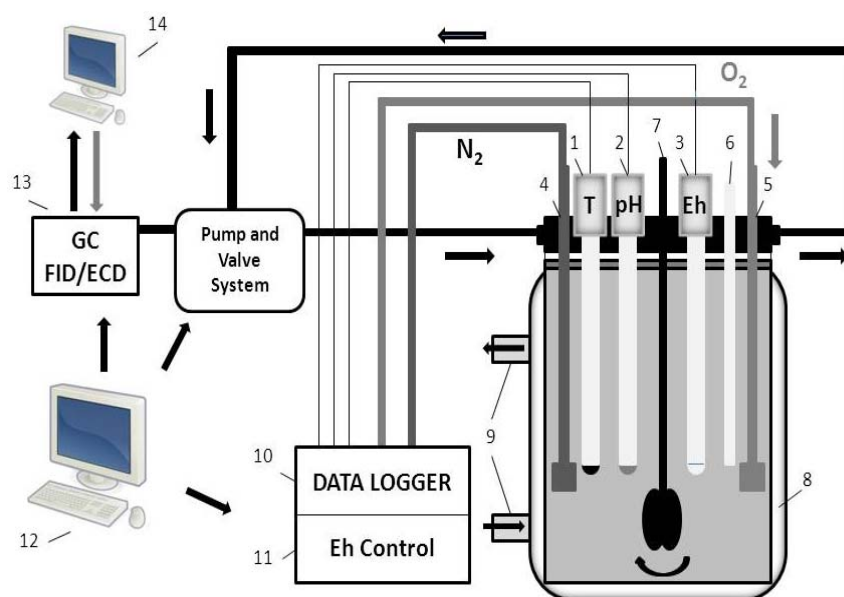 14
O2
7
N2
1
2
3
6
4
5
13
T
pH
Eh
GC
FID/ECD
Pump and
Valve
System
9
10
DATA LOGGER
8
11
Eh Control
12